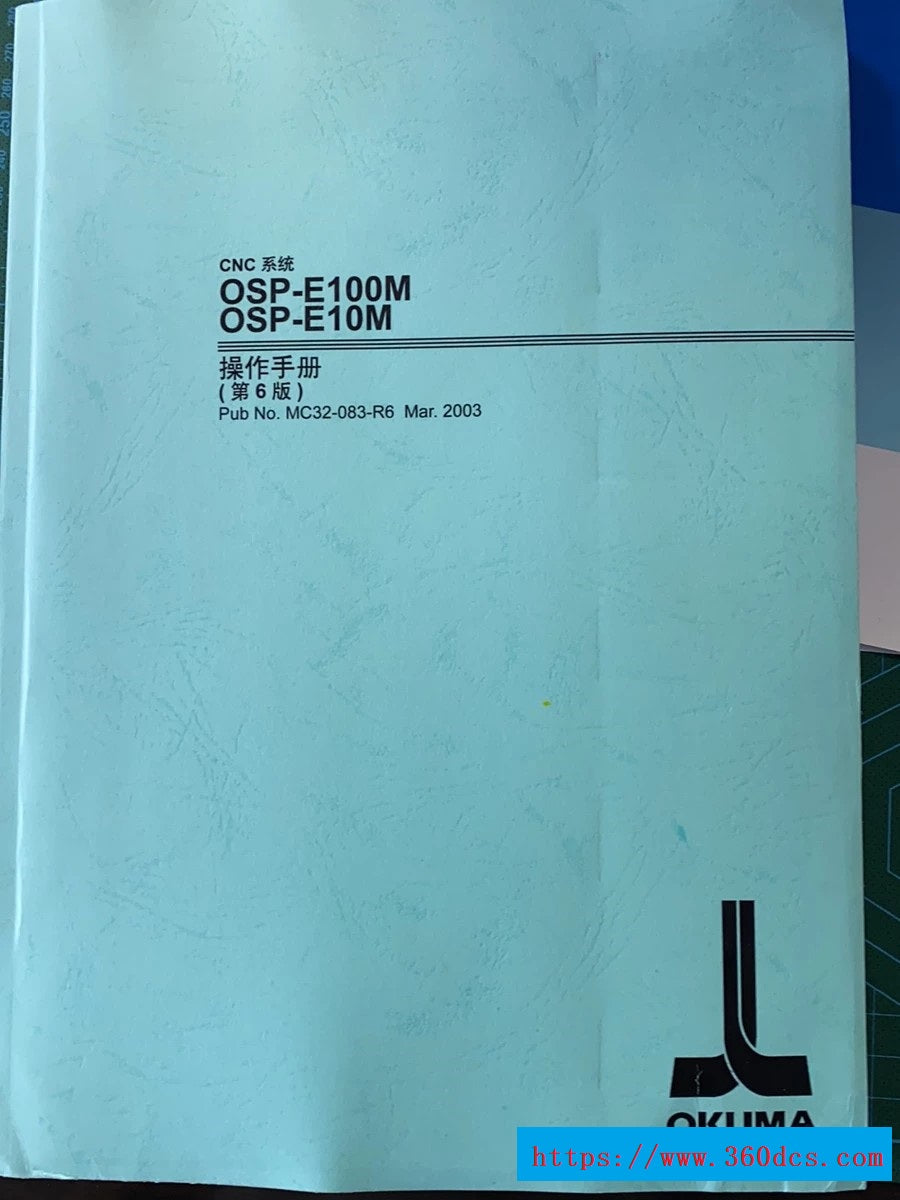 CNC 系统
OSP-E100M
OSP-E10M
操作手册
( 第 6 版 )
Pub No. MC32-083-R6 Mar. 2003
OKUMA
https://www.360dcs.com